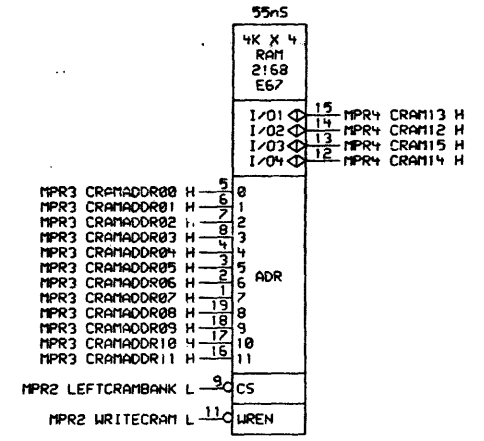 55nS
4K X 4
RAM
2168
E67
I/O1 15 MPR4 CRAM13 H
I/O2 14 MPR4 CRAM12 H
I/O3 13 MPR4 CRAM15 H
I/O4 12 MPR4 CRAM14 H
MPR3 CRAMADDR00 H 5 0
MPR3 CRAMADDR01 H 6 1
MPR3 CRAMADDR02 H 7 2
MPR3 CRAMADDR03 H 8 3
MPR3 CRAMADDR04 H 4 4
MPR3 CRAMADDR05 H 3 5
MPR3 CRAMADDR06 H 2 6
ADR
MPR3 CRAMADDR07 H 1 7
MPR3 CRAMADDR08 H 19 8
MPR3 CRAMADDR09 H 18 9
MPR3 CRAMADDR10 H 17 10
MPR3 CRAMADDR11 H 16 11
MPR2 LEFTCRAMBANK L 9 CS
MPR2 WRITECRAM L 11 WREN